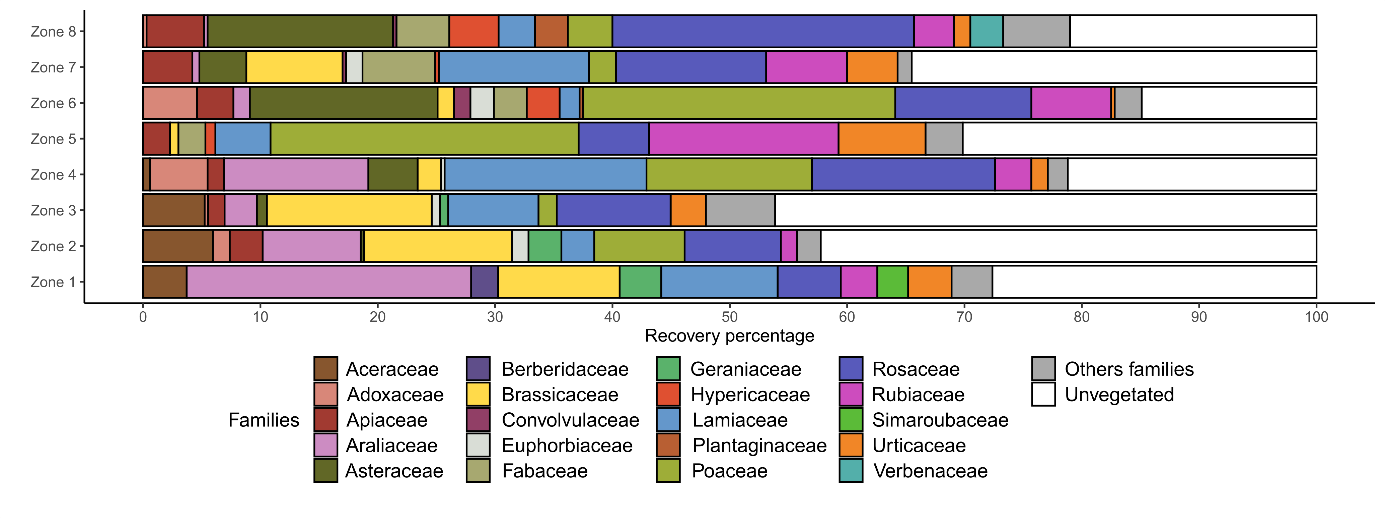 Zone 8
Zone 7
Zone 6
Zone 5
Zone 4
Zone 3
Zone 2
Zone 1
0 10 20 30 40 50 60 70 80 90 100
Recovery percentage
Families
Aceraceae Berberidaceae Geraniaceae Rosaceae Others families
Adoxaceae Brassicaceae Hypericaceae Rubiaceae Unvegetated
Apiaceae Convolvulaceae Lamiaceae Simaroubaceae
Araliaceae Euphorbiaceae Plantaginaceae Urticaceae
Asteraceae Fabaceae Poaceae Verbenaceae